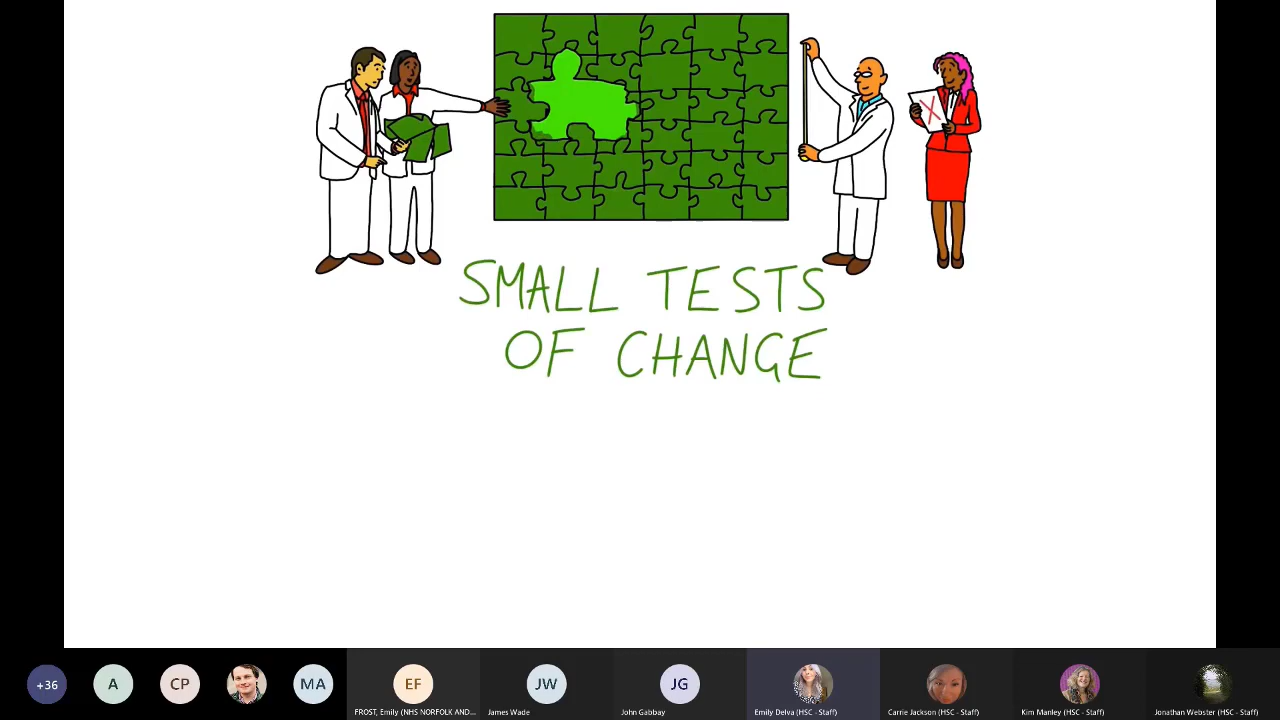 SMALL TESTS
OF CHANGE
+36
A
CP
MA
EF
FROST, Emily (NHS NORFOLK AND...
JW
James Wade
JG
John Gabbay
Emily Delva (HSC - Staff)
Carrie Jackson (HSC - Staff)
Kim Manley (HSC - Staff)
Jonathan Webster (HSC - Staff)